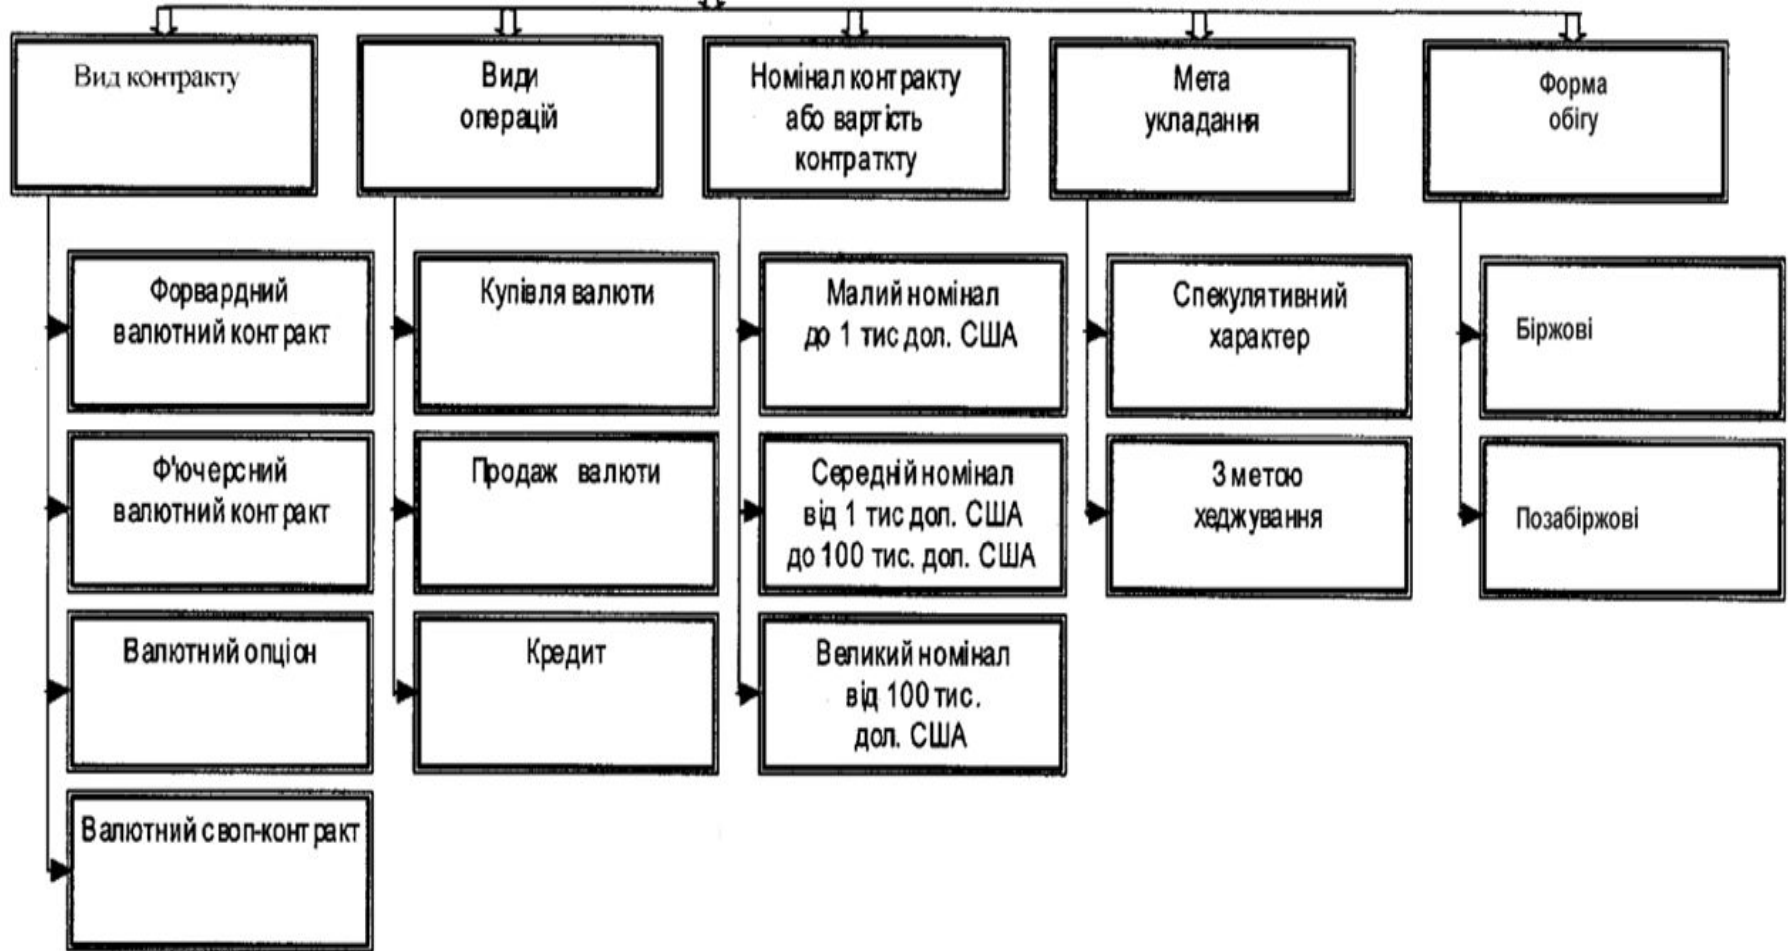 Вид контракту
Види
операцій
Номінал контракту
або вартість
контраткту
Мета
укладання
Форма
обігу
Форвардний
валютний контракт
Ф'ючерсний
валютний контракт
Валютний опціон
Валютний своп-контракт
Купівля валюти
Продаж валюти
Кредит
Малий номінал
до 1 тис дол. США
Середній номінал
від 1 тис дол. США
до 100 тис. дол. США
Великий номінал
від 100 тис.
дол. США
Спекулятивний
характер
З метою
хеджування
Біржові
Позабіржові